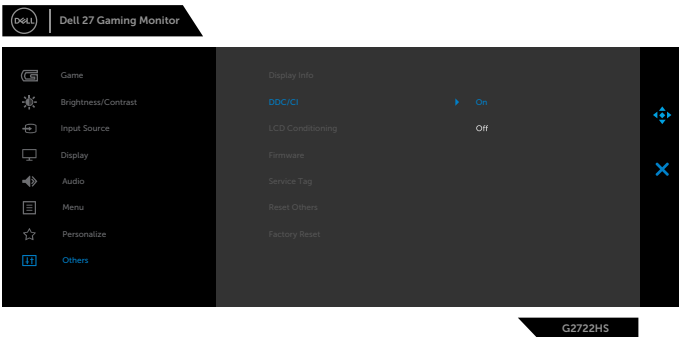 DELL Dell 27 Gaming Monitor
Game
Brightness/Contrast
Input Source
Display
Audio
Menu
Personalize
Others
Display Info
DDC/CI On
LCD Conditioning Off
Firmware
Service Tag
Reset Others
Factory Reset
G2722HS